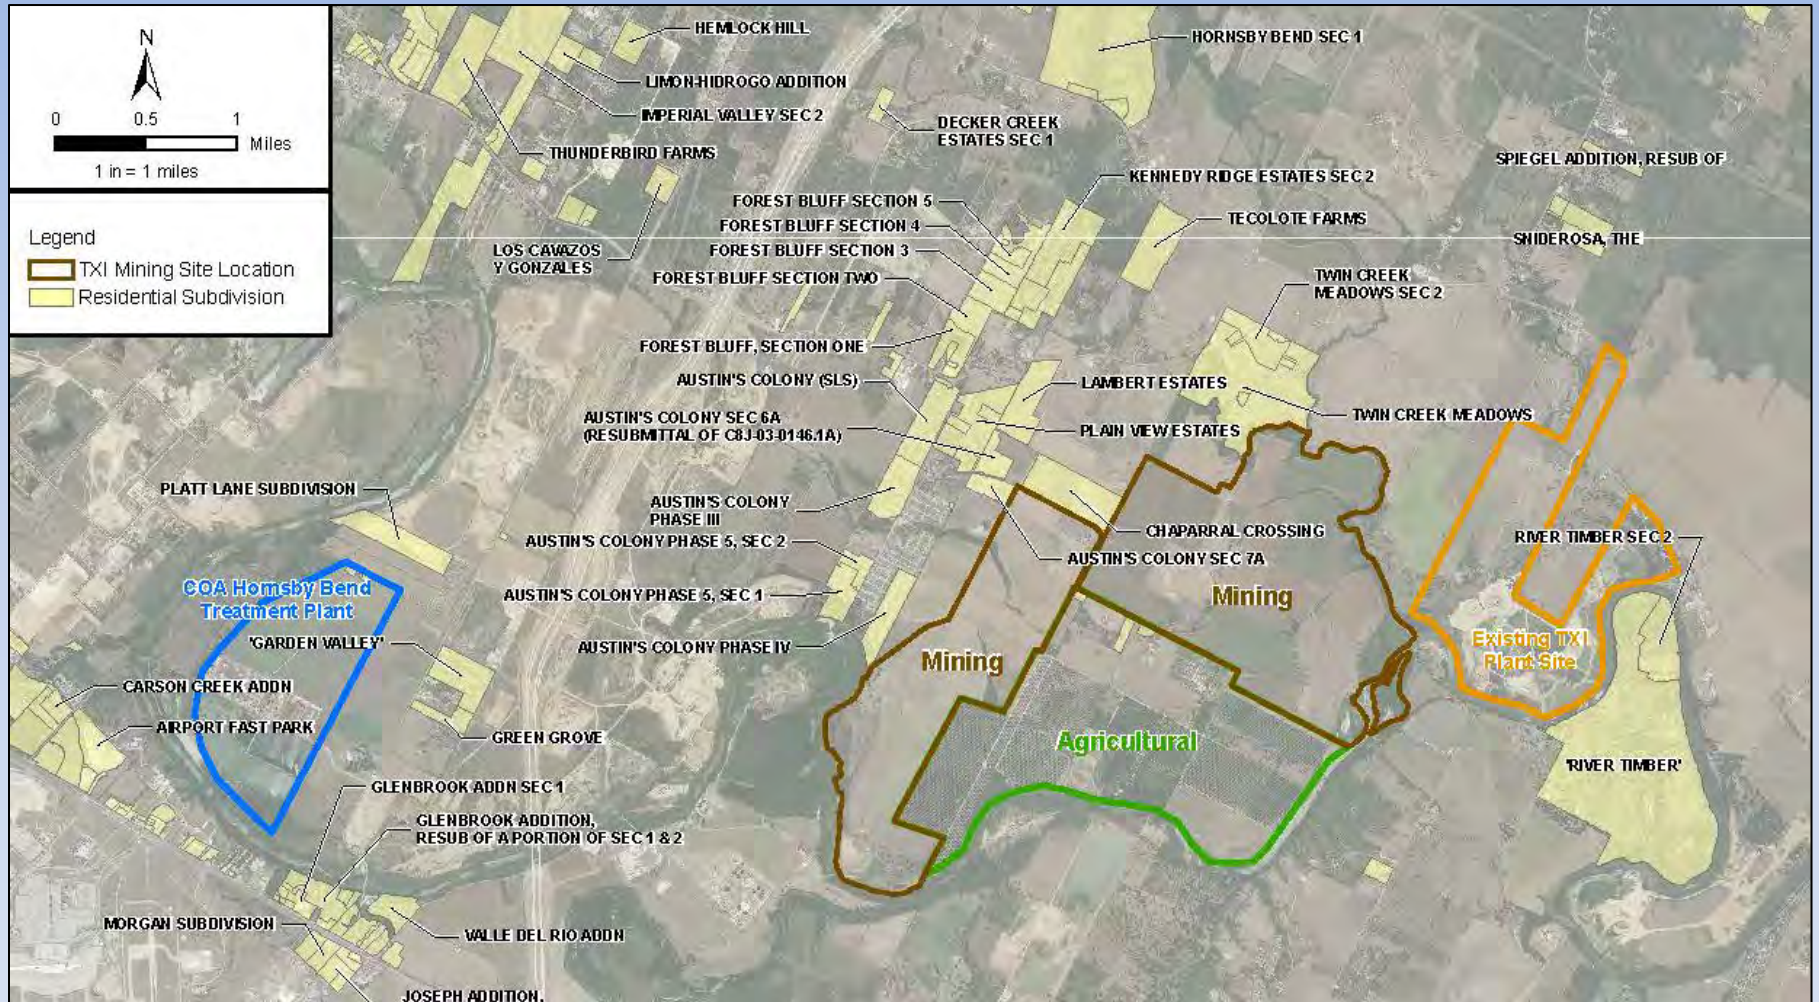 N
0 0.5 1
Miles
1 in = 1 miles
Legend
TXI Mining Site Location
Residential Subdivision
HEMLOCK HILL
HORNSBY BEND SEC 1
LIMON-HIDROGO ADDITION
IMPERIAL VALLEY SEC 2
DECKER CREEK
ESTATES SEC 1
THUNDERBIRD FARMS
SPIEGEL ADDITION, RESUB OF
KENNEDY RIDGE ESTATES SEC 2
FOREST BLUFF SECTION 5
TECOLOTE FARMS
FOREST BLUFF SECTION 4
SNIDEROSA, THE
FOREST BLUFF SECTION 3
LOS CAVAZOS
Y GONZALES
FOREST BLUFF SECTION TWO
TWIN CREEK
MEADOWS SEC 2
FOREST BLUFF, SECTION ONE
AUSTIN'S COLONY (SLS)
LAMBERT ESTATES
TWIN CREEK MEADOWS
AUSTIN'S COLONY SEC 6A
(RESUBMITTAL OF C8J-03-0146.1A)
PLAIN VIEW ESTATES
PLATT LANE SUBDIVISION
AUSTIN'S COLONY
PHASE III
CHAPARRAL CROSSING
RIVER TIMBER SEC 2
AUSTIN'S COLONY PHASE 5, SEC 2
AUSTIN'S COLONY SEC 7A
COA Hornsby Bend
Treatment Plant
AUSTIN'S COLONY PHASE 5, SEC 1
Mining
'GARDEN VALLEY'
AUSTIN'S COLONY PHASE IV
Mining
Existing TXI
Plant Site
CARSON CREEK ADDN
AIRPORT FAST PARK
GREEN GROVE
Agricultural
'RIVER TIMBER'
GLENBROOK ADDN SEC 1
GLENBROOK ADDITION,
RESUB OF A PORTION OF SEC 1 & 2
MORGAN SUBDIVISION
VALLE DEL RIO ADDN
JOSEPH ADDITION,